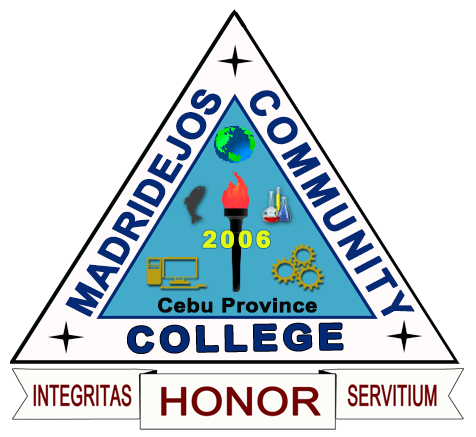 MADRIDEJOS
COMMUNITY
COLLEGE
2006
Cebu Province
INTEGRITAS
HONOR
SERVITIUM